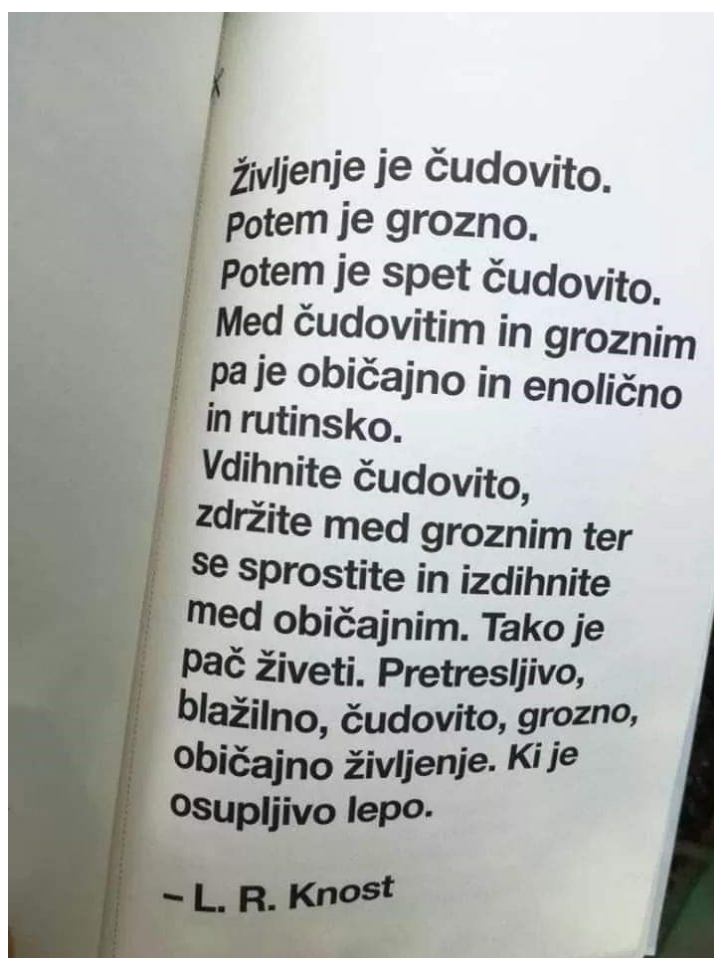 Življenje je čudovito.
Potem je grozno.
Potem je spet čudovito.
Med čudovitim in groznim
pa je običajno in enolično
in rutinsko.
Vdihnite čudovito,
zdržite med groznim ter
se sprostite in izdihnite
med običajnim. Tako je
pač živeti. Pretresljivo,
blažilno, čudovito, grozno,
običajno življenje. Ki je
osupljivo lepo.
– L. R. Knost